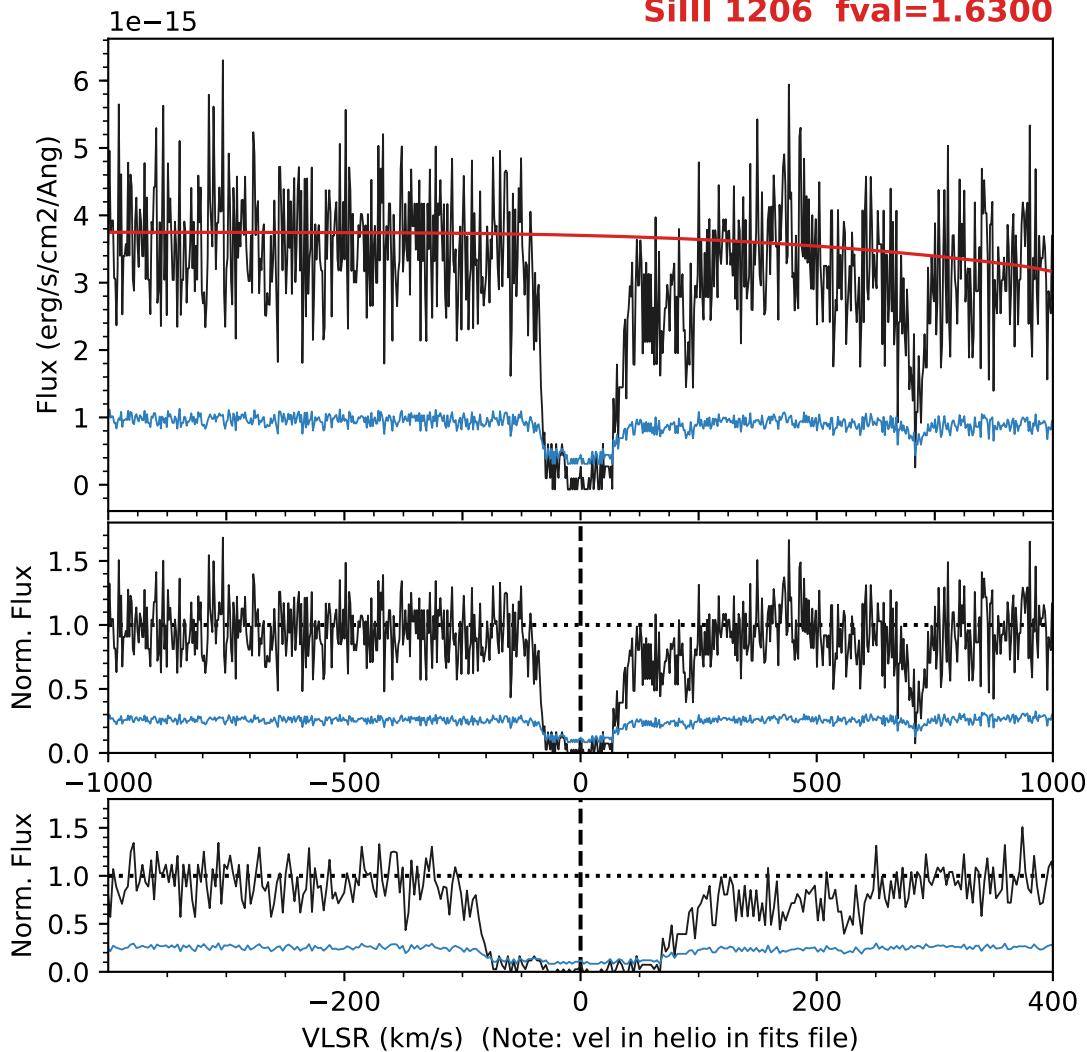 SiIII 1206 fval=1.6300
1e−15
6
5
4
3
2
1
0
Flux (erg/s/cm2/Ang)
1.5
1.0
0.5
0.0
Norm. Flux
−1000 −500 0 500 1000
1.5
1.0
0.5
0.0
Norm. Flux
−200 0 200 400
VLSR (km/s) (Note: vel in helio in fits file)